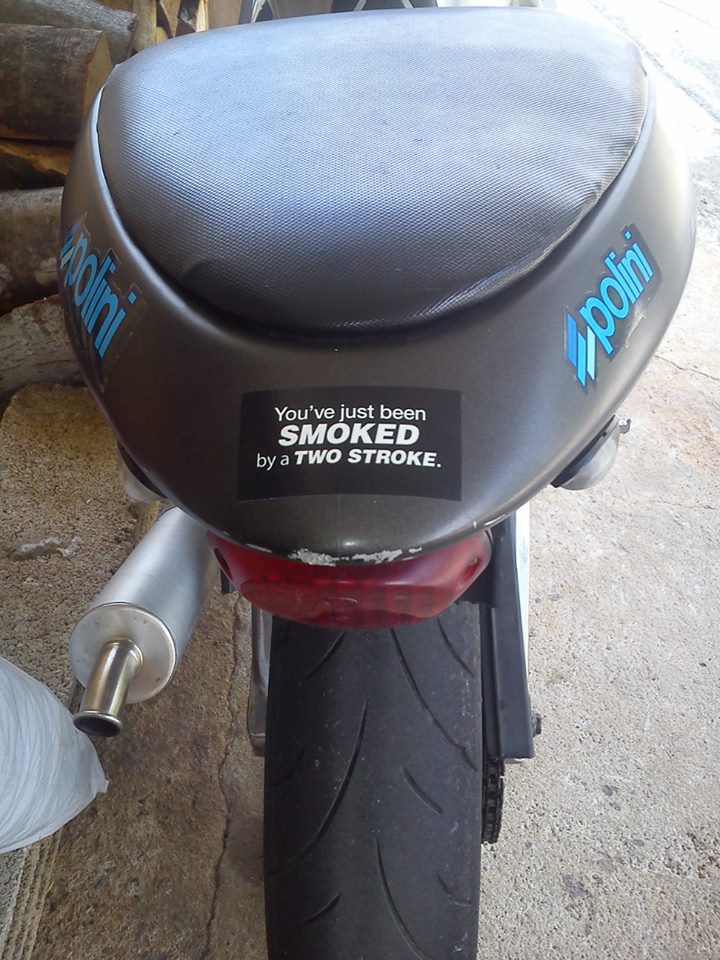 polini
polini
You've just been
SMOKED
by a TWO STROKE.